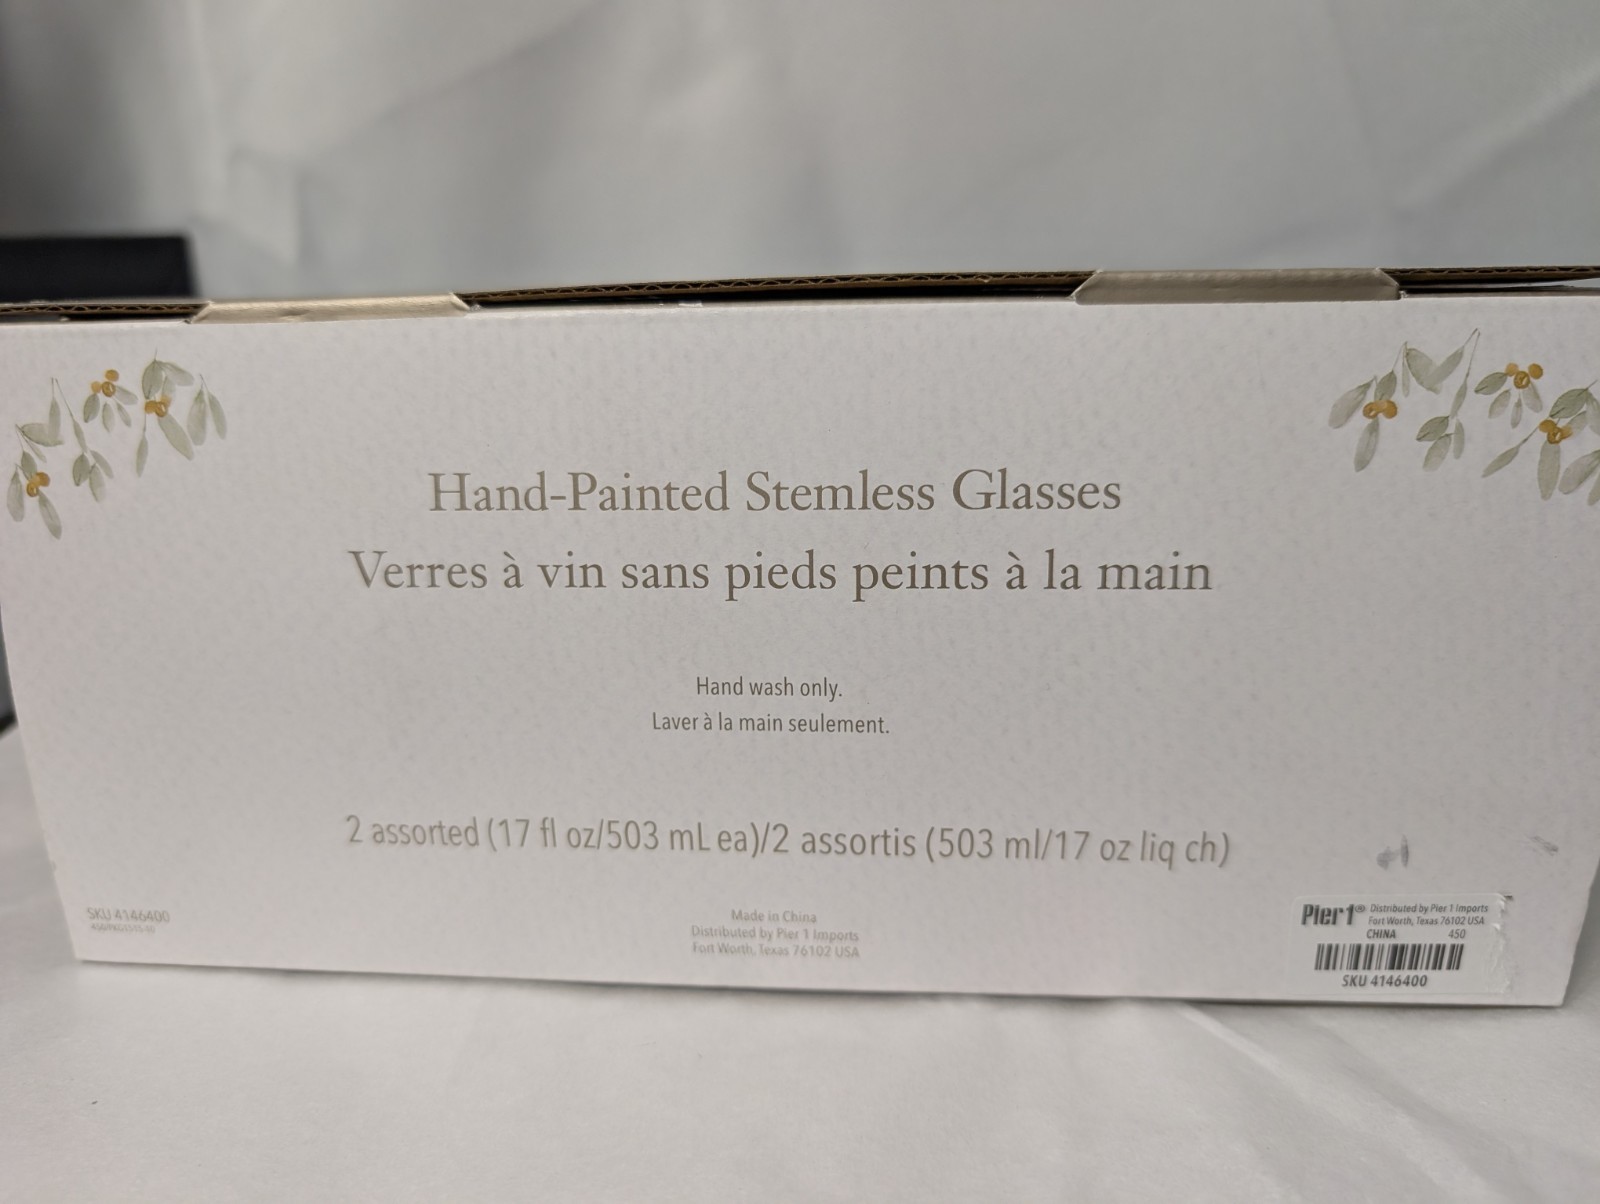 Hand-Painted Stemless Glasses
Verres à vin sans pieds peints à la main
Hand wash only.
Laver à la main seulement.
2 assorted (17 fl oz/503 mL ea)/2 assortis (503 ml/17 oz liq ch)
SKU 4146400
Made in China
Distributed by Pier 1 Imports
Fort Worth, Texas 76102 USA
Pier 1® Distributed by Pier 1 Imports
Fort Worth, Texas 76102 USA
CHINA 450
SKU 4146400